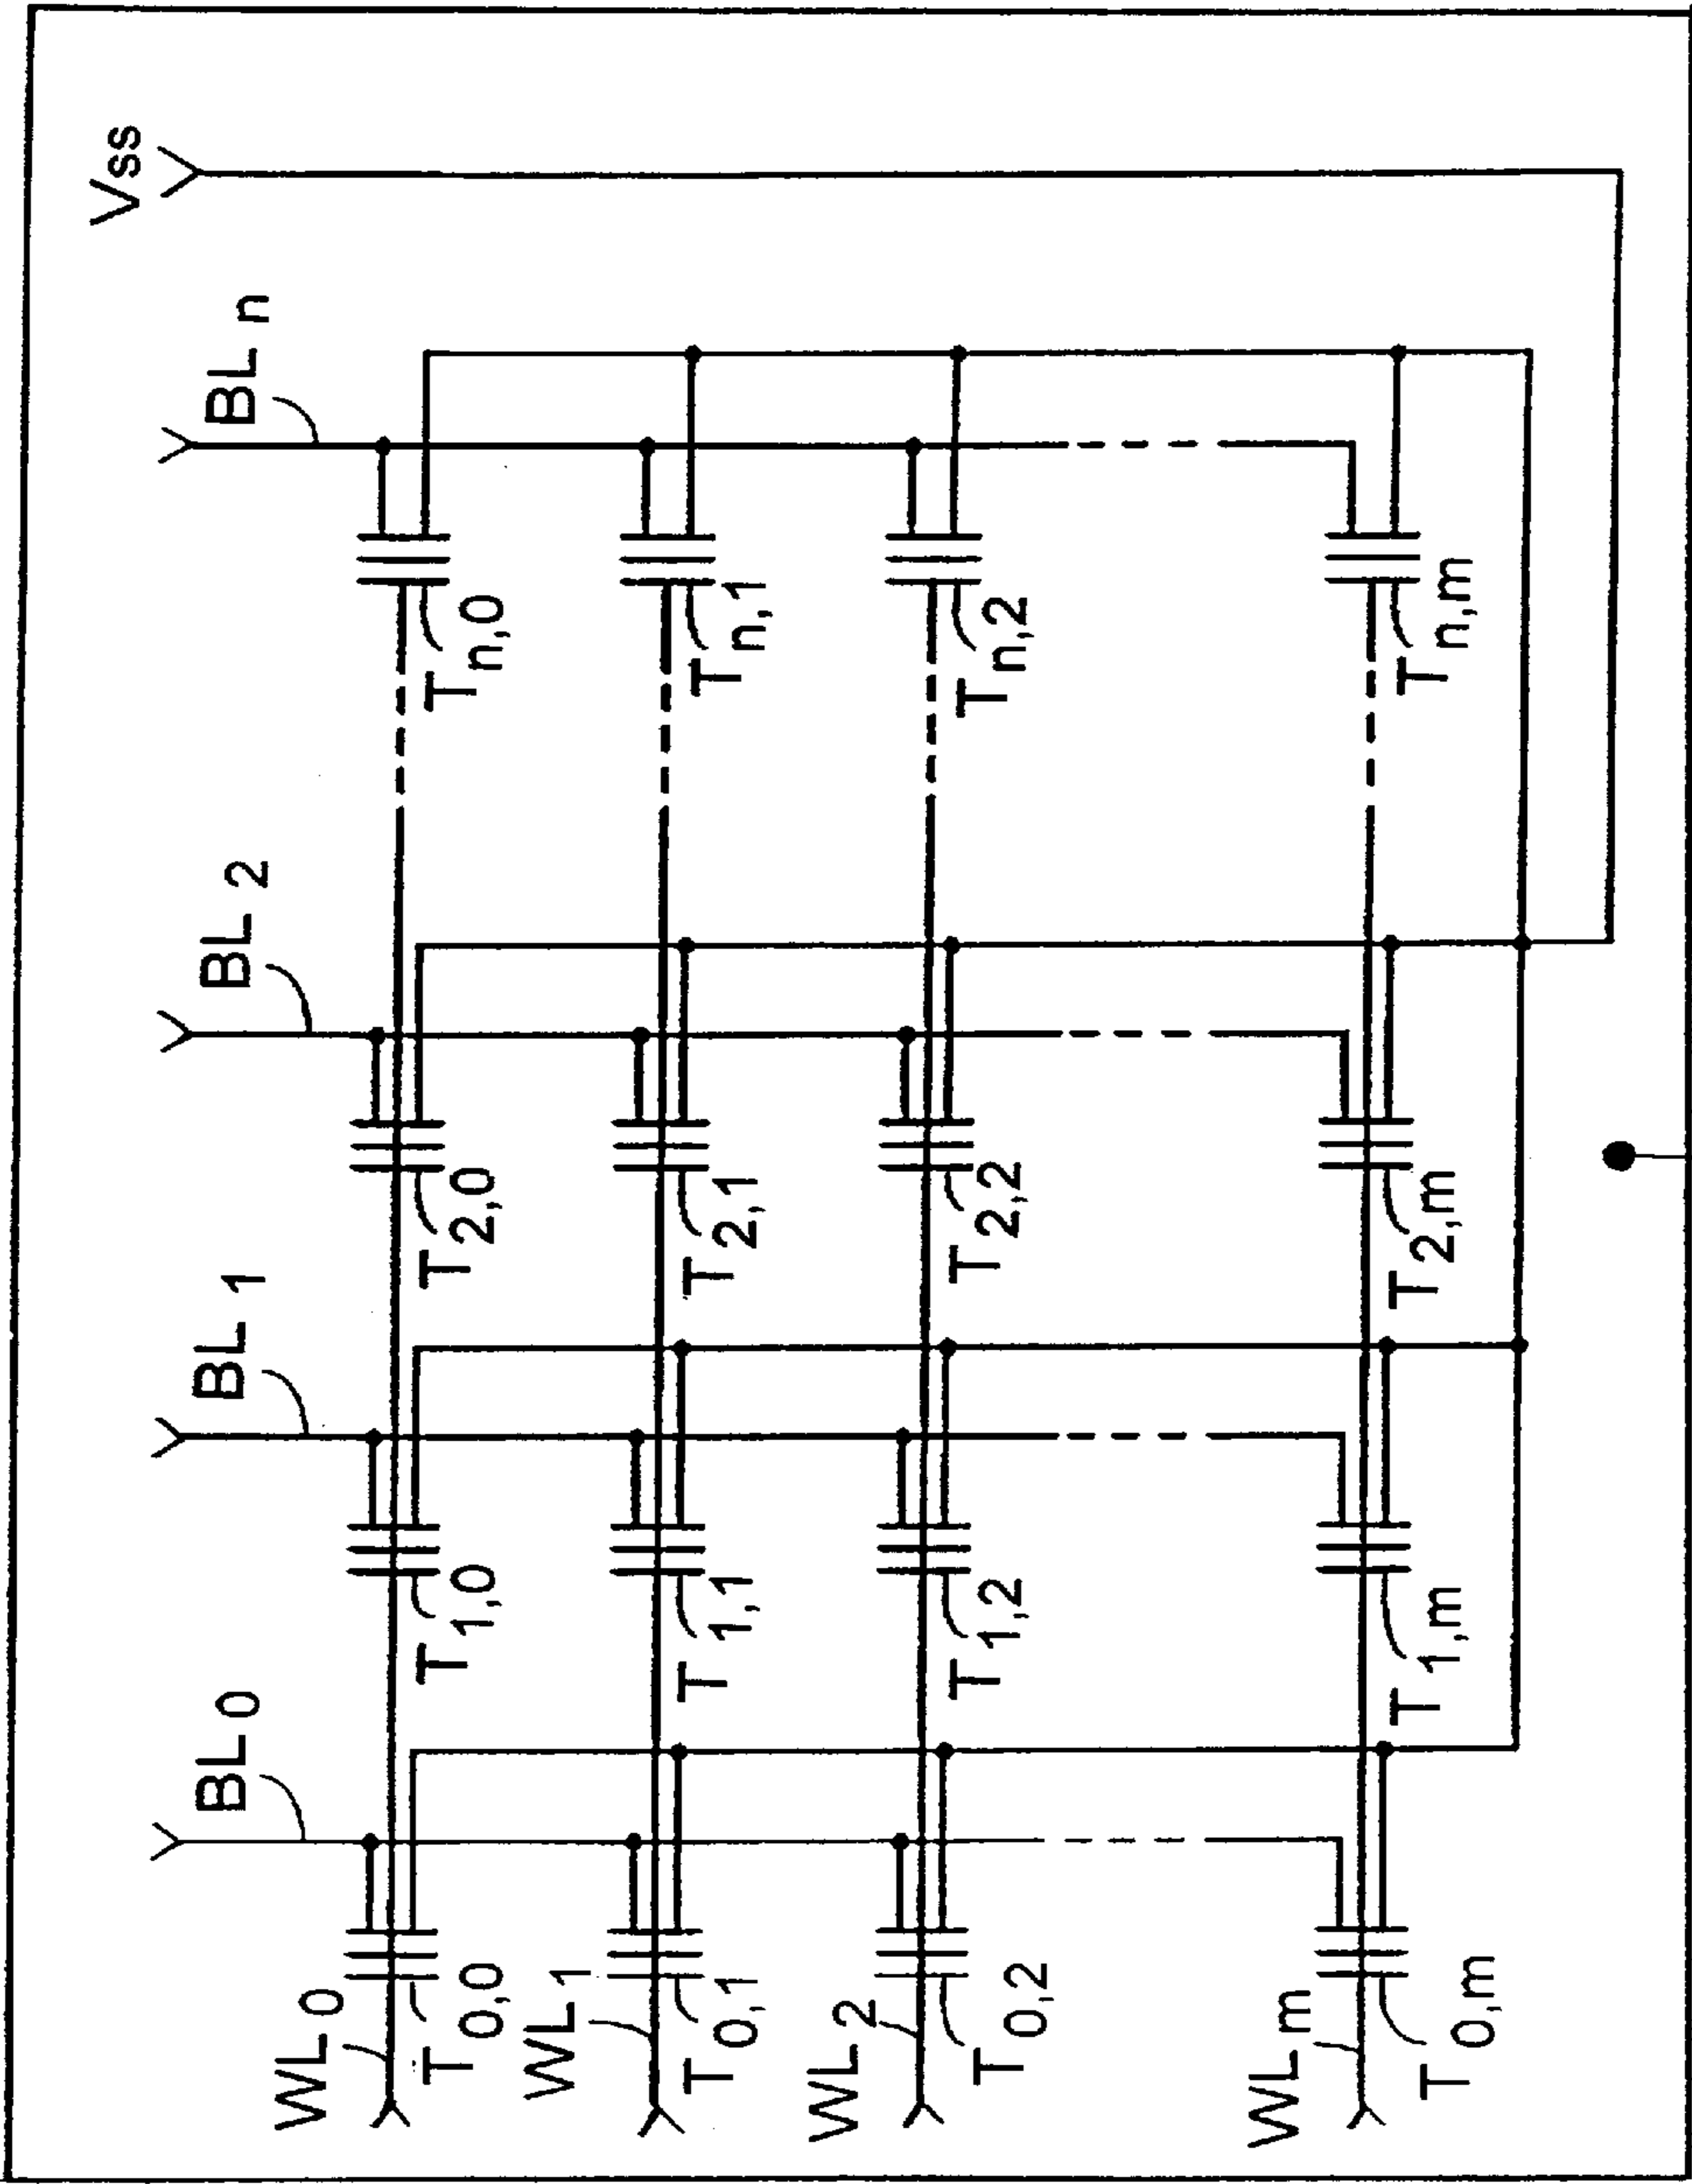 BL 0
BL 1
BL 2
BL n
Vss
WL 0
T 0,0
T 1,0
T 2,0
T n,0
WL 1
T 0,1
T 1,1
T 2,1
T n,1
WL 2
T 0,2
T 1,2
T 2,2
T n,2
WL m
T 0,m
T 1,m
T 2,m
T n,m